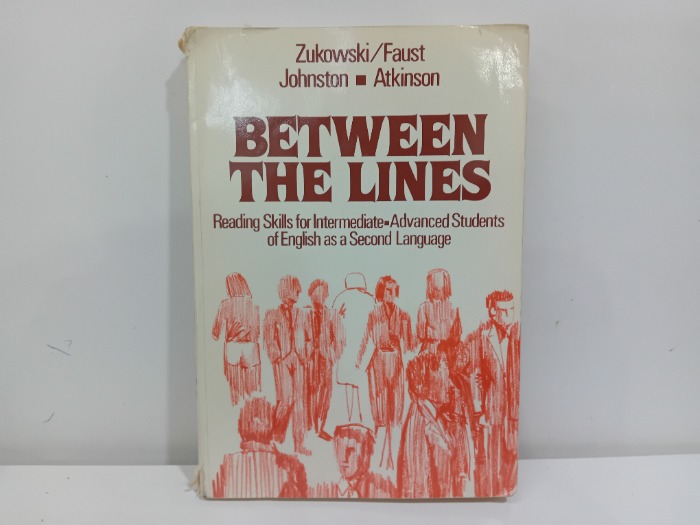 Zukowski/Faust
Johnston ■ Atkinson
BETWEEN
THE LINES
Reading Skills for Intermediate▪Advanced Students
of English as a Second Language